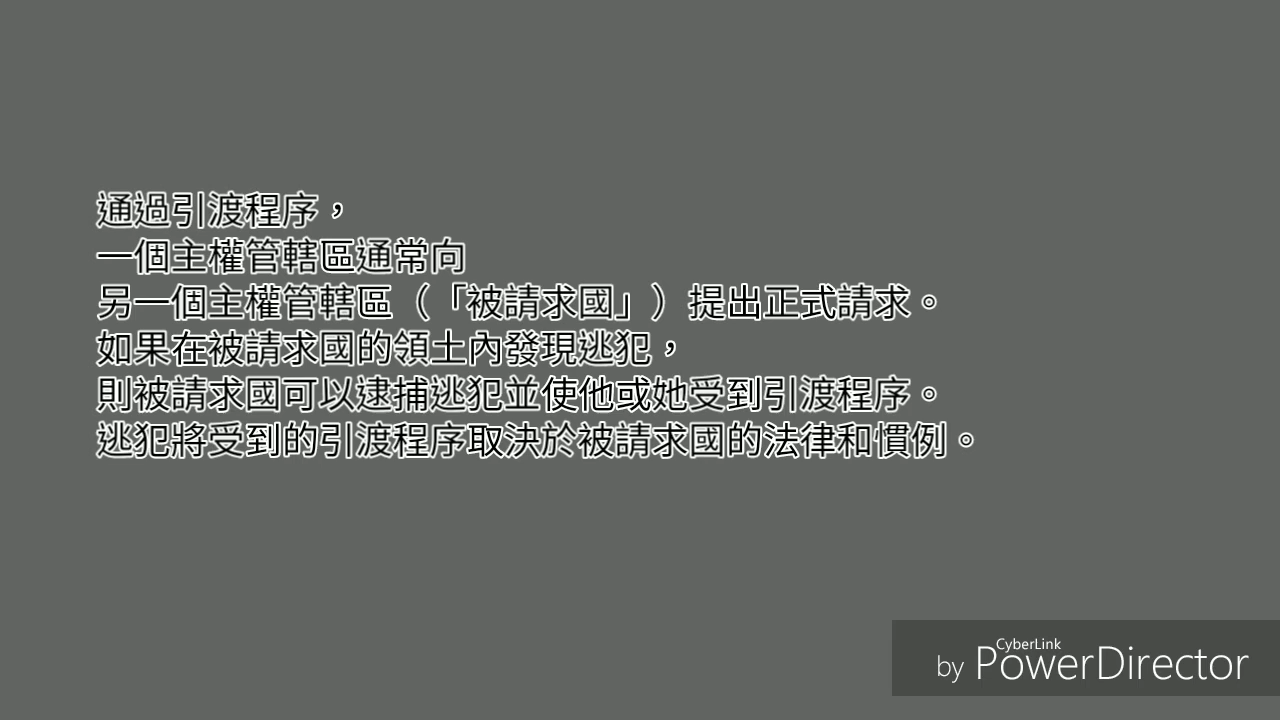 通過引渡程序，
一個主權管轄區通常向
另一個主權管轄區（「被請求國」）提出正式請求。
如果在被請求國的領土內發現逃犯，
則被請求國可以逮捕逃犯並使他或她受到引渡程序。
逃犯將受到的引渡程序取決於被請求國的法律和慣例。
CyberLink
by PowerDirector